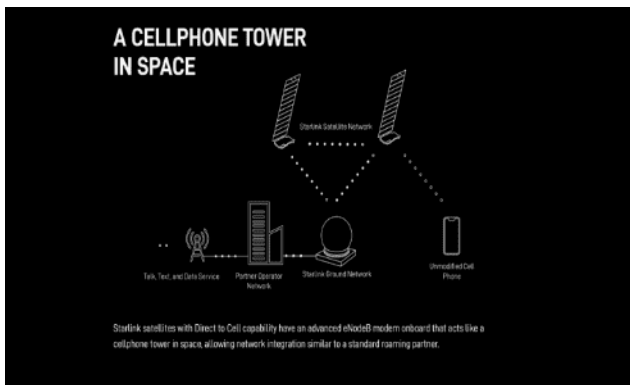 A CELLPHONE TOWER
IN SPACE
Starlink Satellite Network
Talk, Text, and Data Service
Partner Operator
Network
Starlink Ground Network
Unmodified Cell
Phone
Starlink satellites with Direct to Cell capability have an advanced eNodeB modem onboard that acts like a
cellphone tower in space, allowing network integration similar to a standard roaming partner.